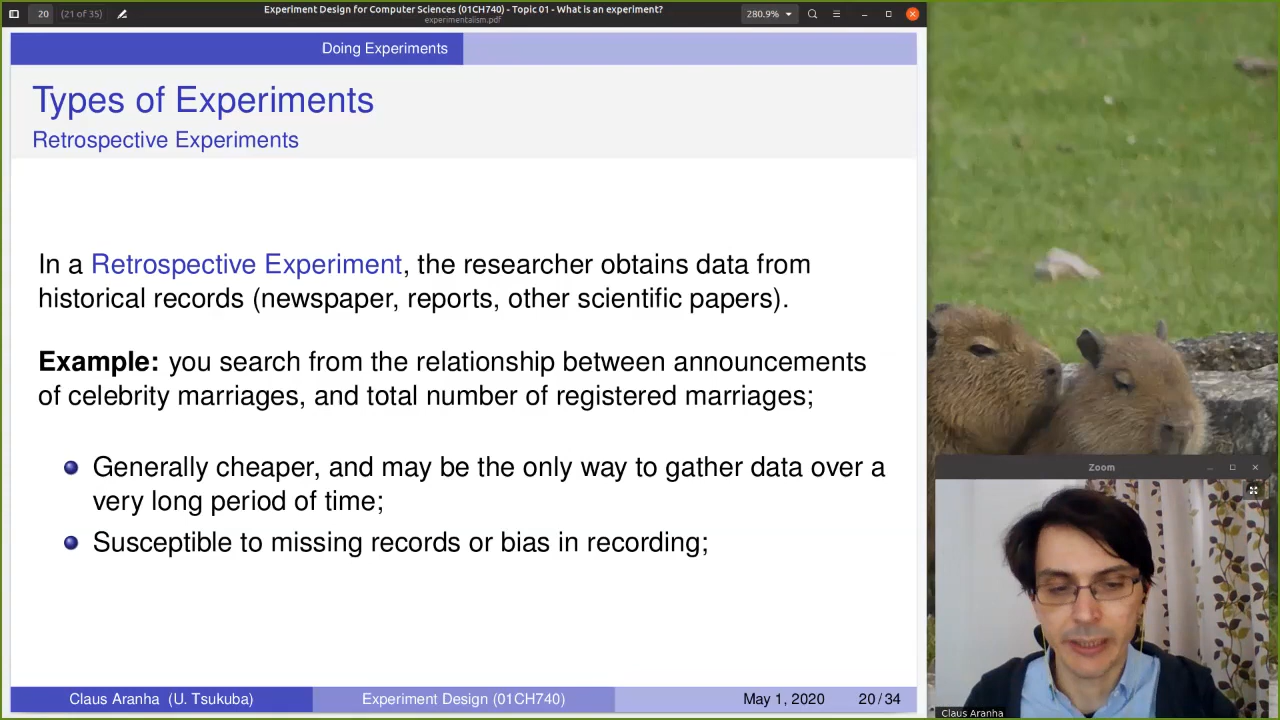 20 (21 of 35) Experiment Design for Computer Sciences (01CH740) - Topic 01 - What is an experiment? 280.9%
experimentalism.pdf
Doing Experiments
Types of Experiments
Retrospective Experiments
In a Retrospective Experiment, the researcher obtains data from
historical records (newspaper, reports, other scientific papers).
Example: you search from the relationship between announcements
of celebrity marriages, and total number of registered marriages;
Generally cheaper, and may be the only way to gather data over a
very long period of time;
Susceptible to missing records or bias in recording;
Claus Aranha (U. Tsukuba) Experiment Design (01CH740) May 1, 2020 20 / 34
Zoom
Claus Aranha